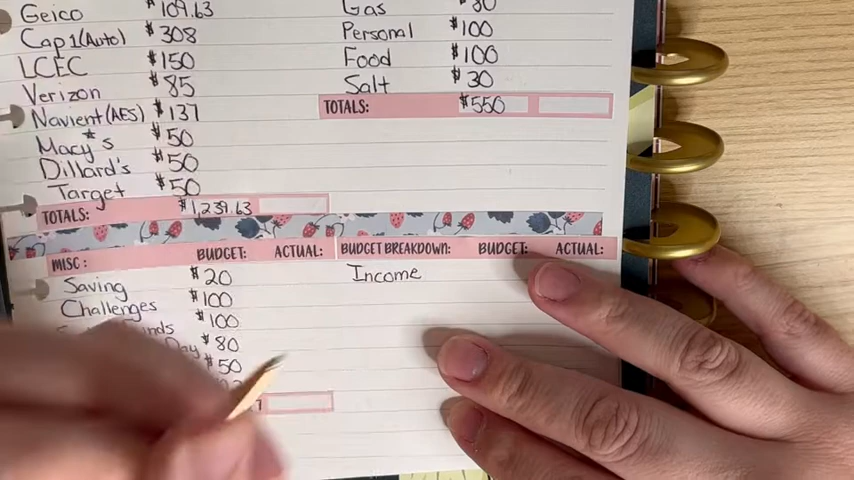 Geico $109.63
Cap1(Auto) $308
LCEC $150
Verizon $85
Navient(AES) $137
Macy's $50
Dillard's $50
Target $50
TOTALS: $1,239.63
Gas $80
Personal $100
Food $100
Salt $30
TOTALS: $550
MISC: BUDGET: ACTUAL:
Saving $20
Challenges $100
$100
$80
$50
BUDGET BREAKDOWN: BUDGET: ACTUAL:
Income